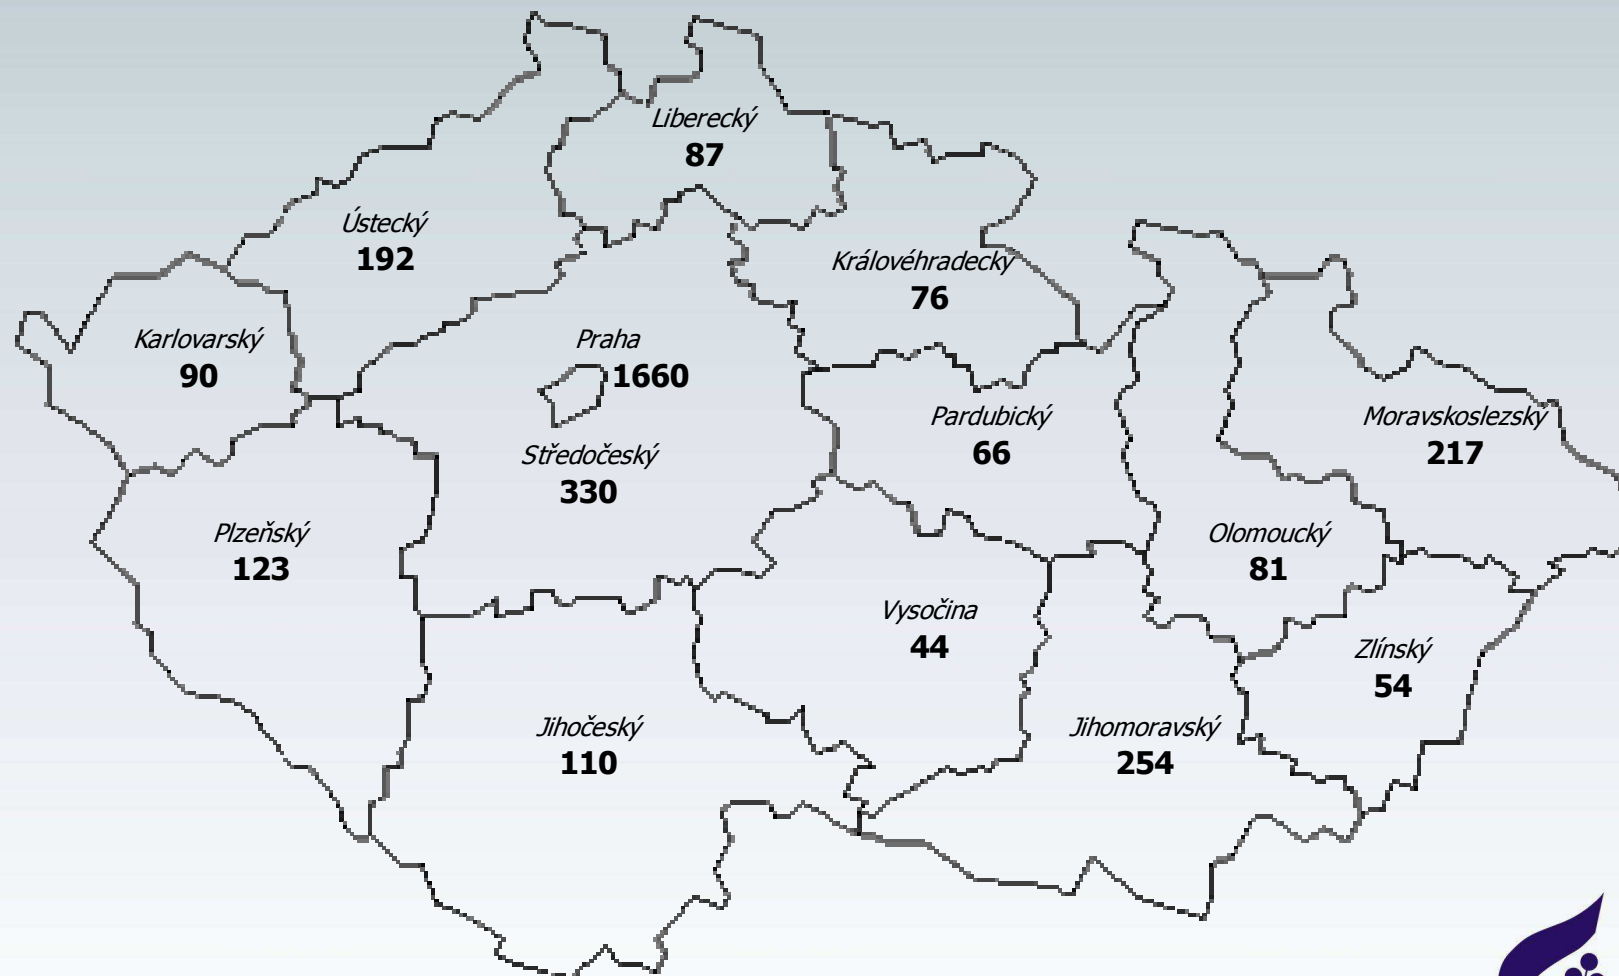 Liberecký
87
Ústecký
192
Královéhradecký
76
Karlovarský
90
Praha
1660
Pardubický
66
Moravskoslezský
217
Středočeský
330
Plzeňský
123
Olomoucký
81
Vysočina
44
Zlínský
54
Jihočeský
110
Jihomoravský
254